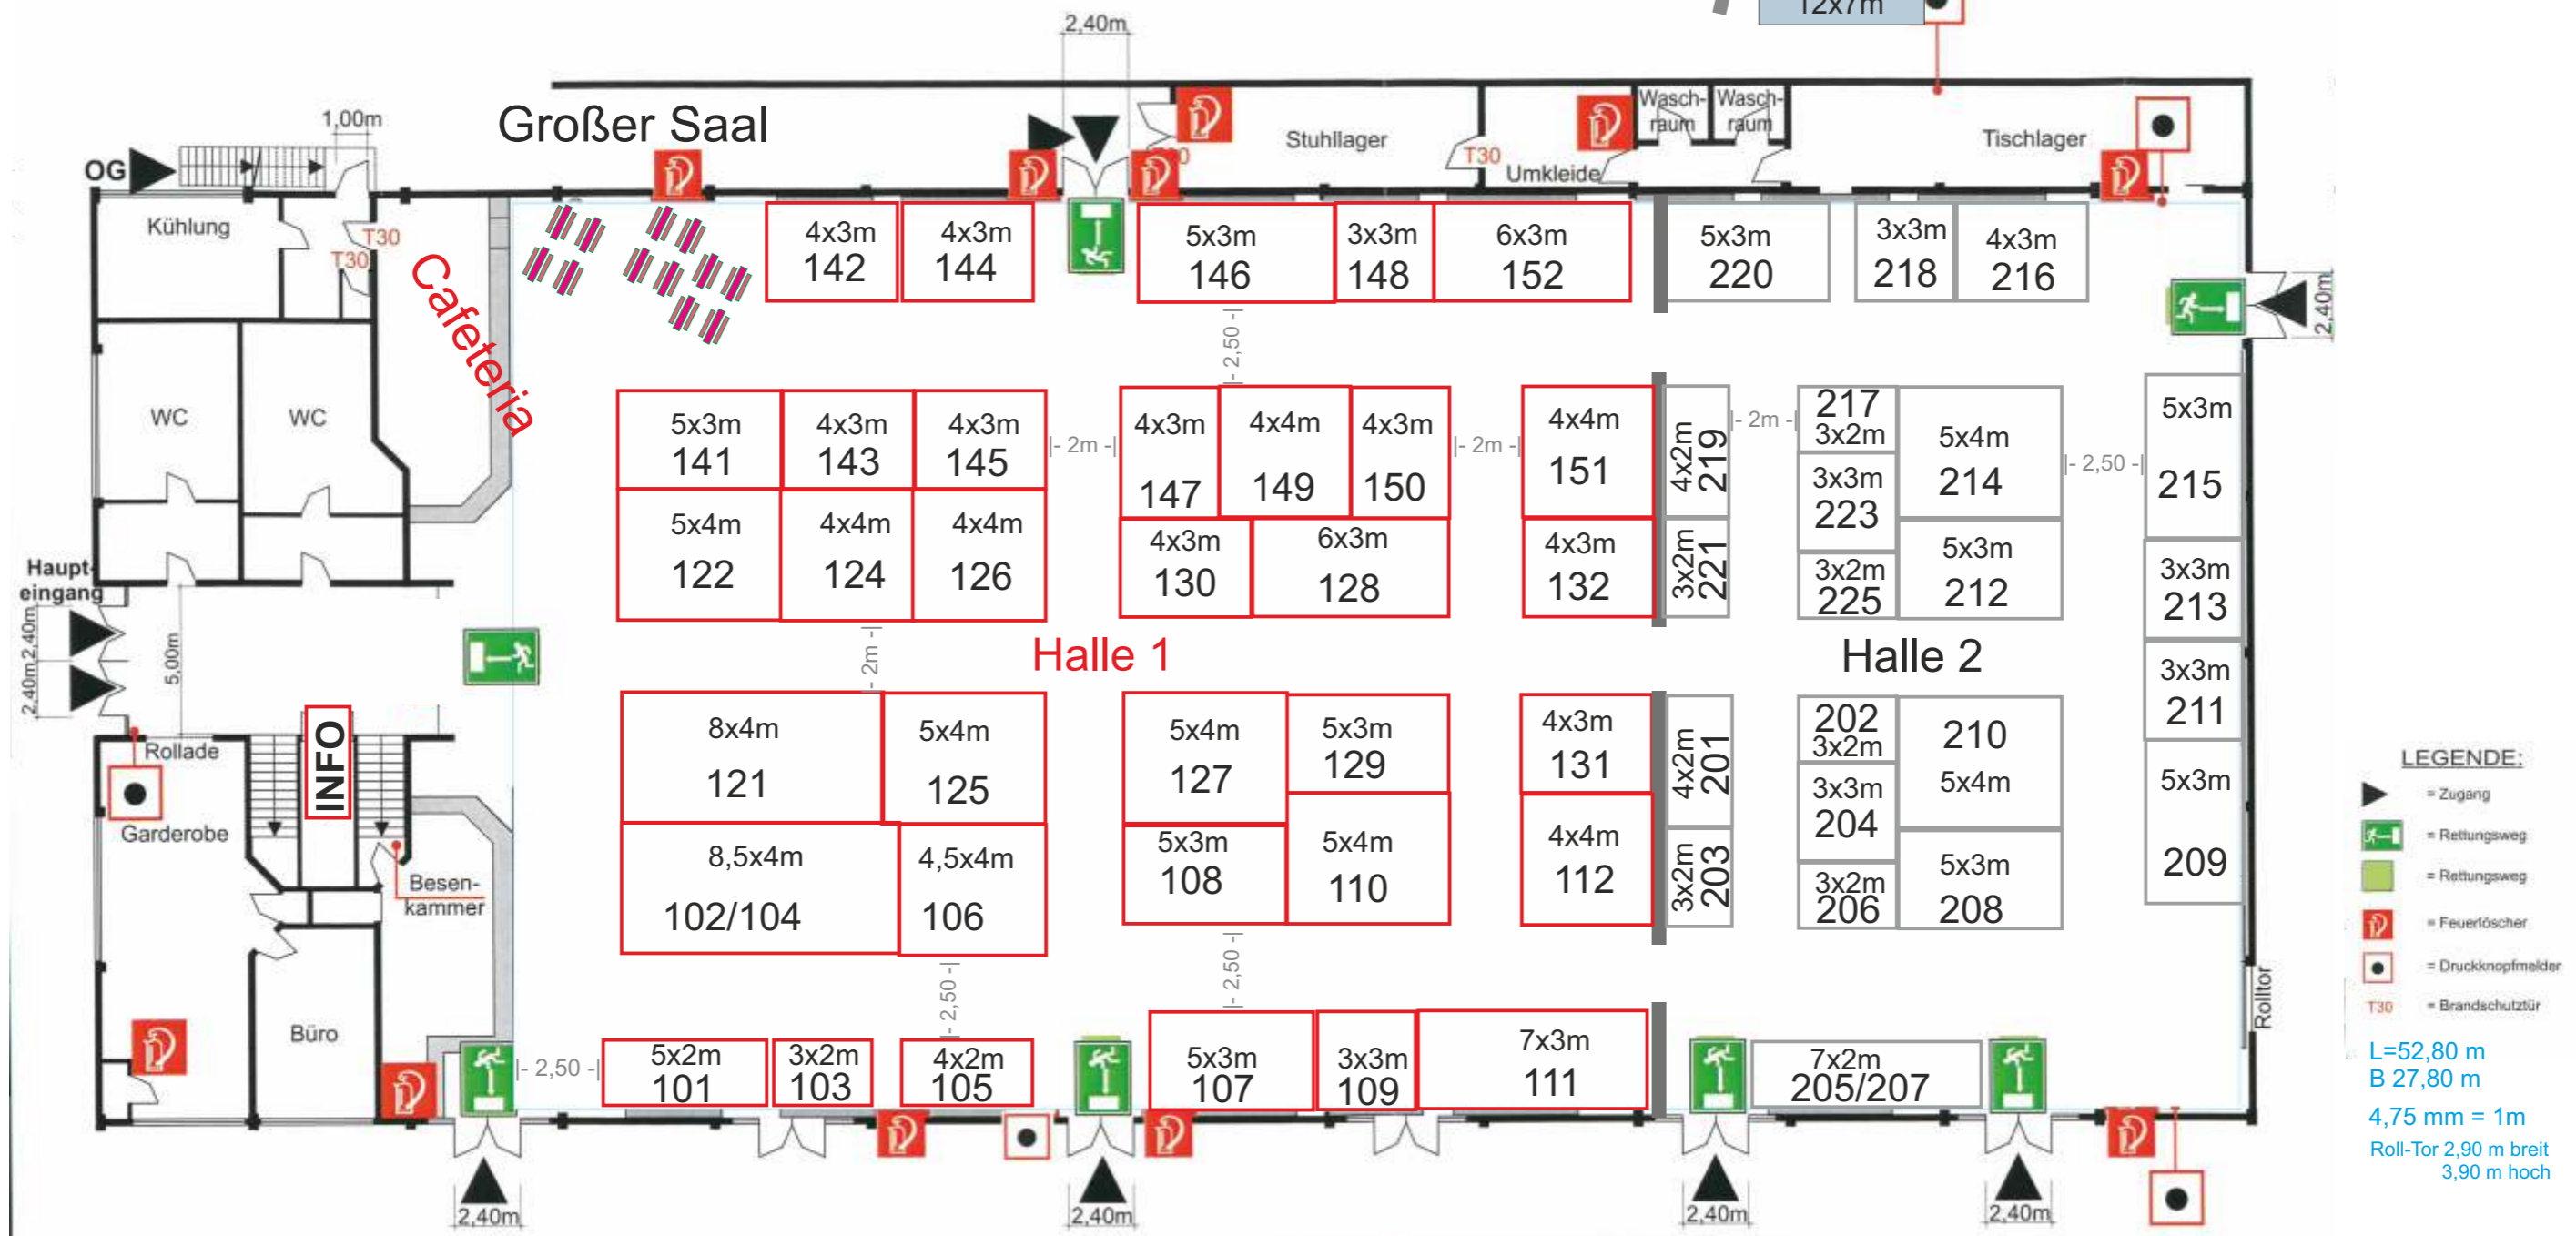 12x7m
2,40m
Großer Saal
1,00m
OG
Kühlung
T30
T30
Cafeteria
WC
WC
Stuhllager
T30
Umkleide
Wasch-
raum
Wasch-
raum
Tischlager
4x3m
142
4x3m
144
5x3m
146
3x3m
148
6x3m
152
5x3m
220
3x3m
218
4x3m
216
2,40m
|- 2,50 -|
5x3m
141
4x3m
143
4x3m
145
|- 2m -|
4x3m
147
4x4m
149
4x3m
150
|- 2m -|
4x4m
151
4x2m
219
|- 2m -|
217
3x2m
5x4m
214
|- 2,50 -|
5x3m
215
5x4m
122
4x4m
124
4x4m
126
4x3m
130
6x3m
128
4x3m
132
3x2m
221
3x3m
223
3x2m
225
5x3m
212
3x3m
213
Haupt-
eingang
2,40m
2,40m
5,00m
|- 2m -|
Halle 1
Halle 2
3x3m
211
8x4m
121
5x4m
125
5x4m
127
5x3m
129
4x3m
131
4x2m
201
202
3x2m
210
5x4m
5x3m
209
Rollade
INFO
Garderobe
Besen-
kammer
Büro
8,5x4m
102/104
4,5x4m
106
5x3m
108
5x4m
110
4x4m
112
3x2m
203
3x3m
204
3x2m
206
5x3m
208
|- 2,50 -|
|- 2,50 -|
|- 2,50 -|
5x2m
101
3x2m
103
4x2m
105
5x3m
107
3x3m
109
7x3m
111
7x2m
205/207
Rolltor
2,40m
2,40m
2,40m
2,40m
LEGENDE:
= Zugang
= Rettungsweg
= Rettungsweg
= Feuerlöscher
= Druckknopfmelder
T30 = Brandschutztür
L=52,80 m
B 27,80 m
4,75 mm = 1m
Roll-Tor 2,90 m breit
3,90 m hoch